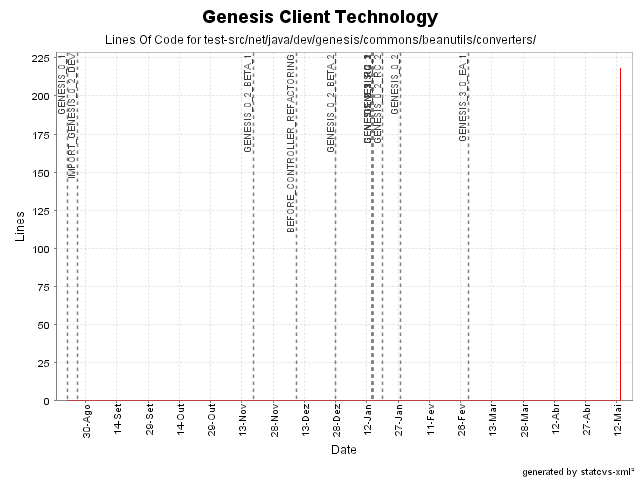 Genesis Client Technology
Lines Of Code for test-src/net/java/dev/genesis/commons/beanutils/converters/
Lines
225
200
175
150
125
100
75
50
25
0
GENESIS_0_1
IMPORT_GENESIS_0_2_DEV
GENESIS_0_2_BETA_1
BEFORE_CONTROLLER_REFACTORING
GENESIS_0_2_BETA_2
GENESIS_0_2_RC_2
GENESIS_0_2
GENESIS_3_0_EA_1
30-Ago
14-Set
29-Set
14-Out
29-Out
13-Nov
28-Nov
13-Dez
28-Dez
12-Jan
27-Jan
11-Fev
26-Fev
13-Mar
28-Mar
12-Abr
27-Abr
12-Mai
Date
generated by statcvs-xml²